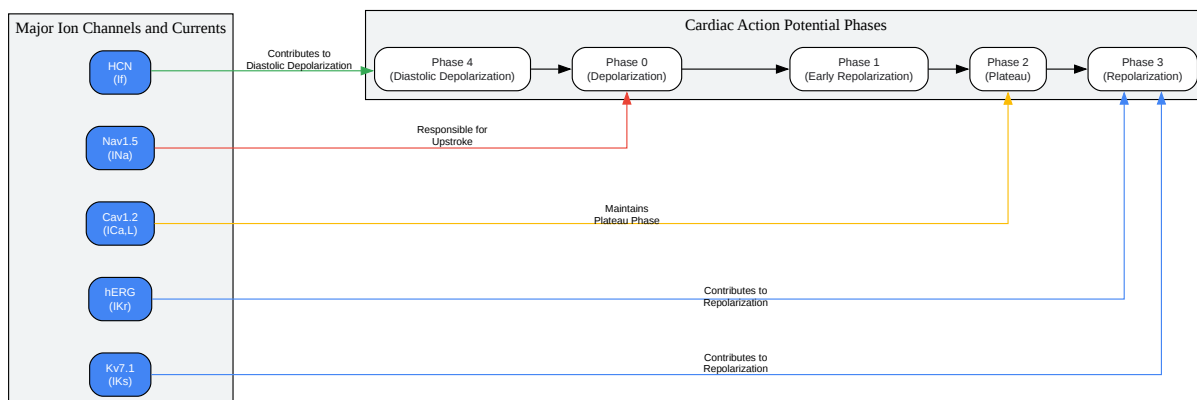 Major Ion Channels and Currents
HCN
(If)
Nav1.5
(INa)
Cav1.2
(ICa,L)
hERG
(IKr)
Kv7.1
(IKs)
Cardiac Action Potential Phases
Phase 4
(Diastolic Depolarization)
Phase 0
(Depolarization)
Phase 1
(Early Repolarization)
Phase 2
(Plateau)
Phase 3
(Repolarization)
Contributes to
Diastolic Depolarization
Responsible for
Upstroke
Maintains
Plateau Phase
Contributes to
Repolarization
Contributes to
Repolarization